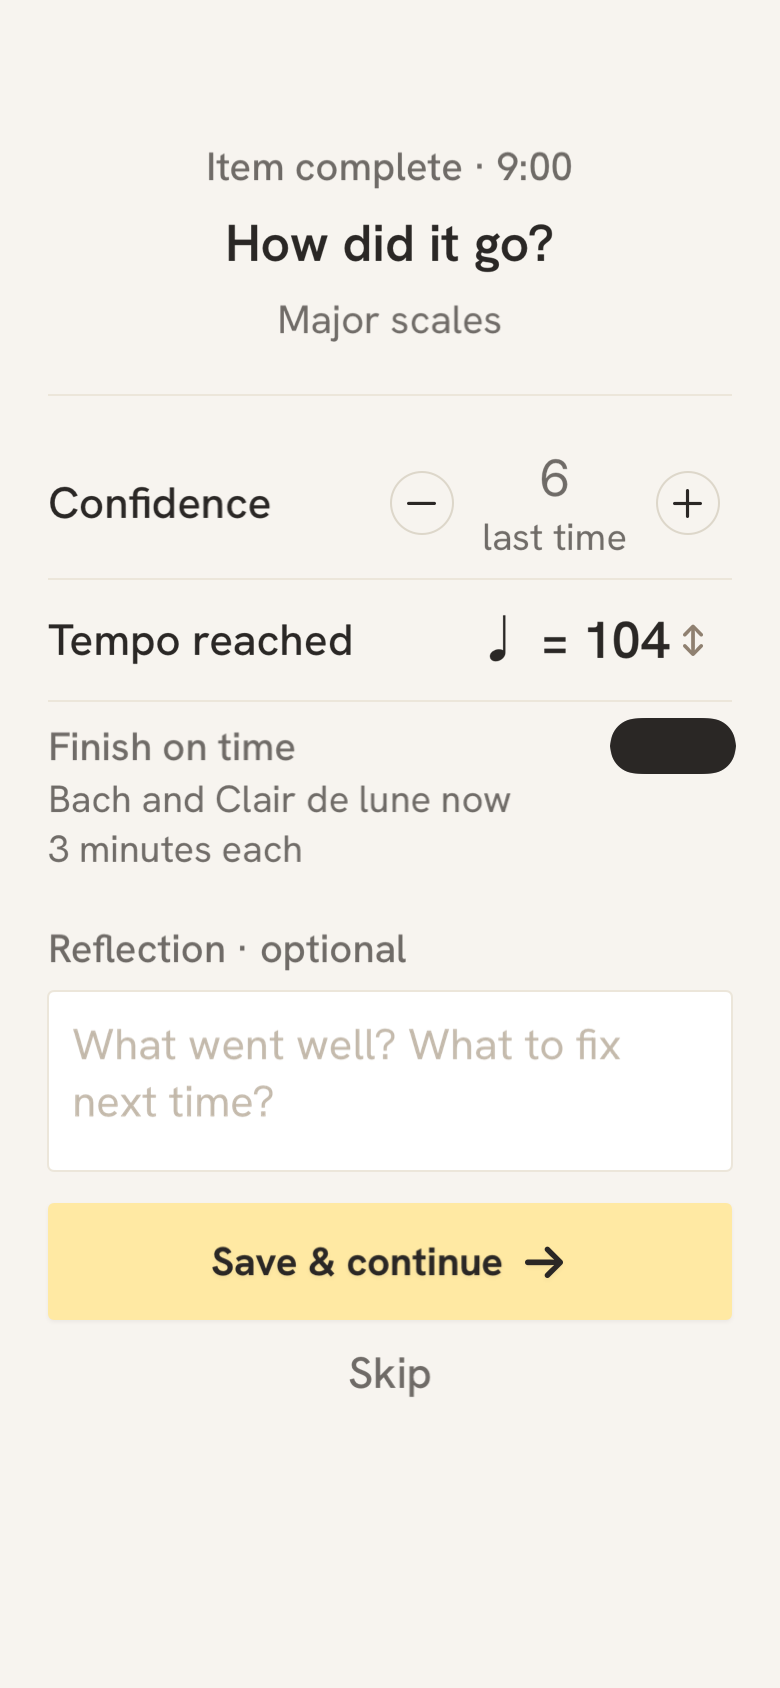 Item complete · 9:00
How did it go?
Major scales
Confidence
6
last time
Tempo reached
♩ = 104
Finish on time
Bach and Clair de lune now
3 minutes each
Reflection · optional
What went well? What to fix
next time?
Save & continue →
Skip